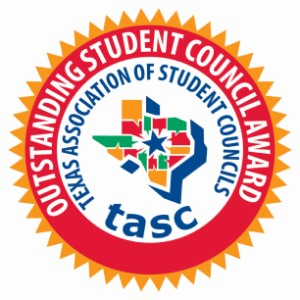 OUTSTANDING STUDENT COUNCIL AWARD
TEXAS ASSOCIATION OF STUDENT COUNCILS
tasc